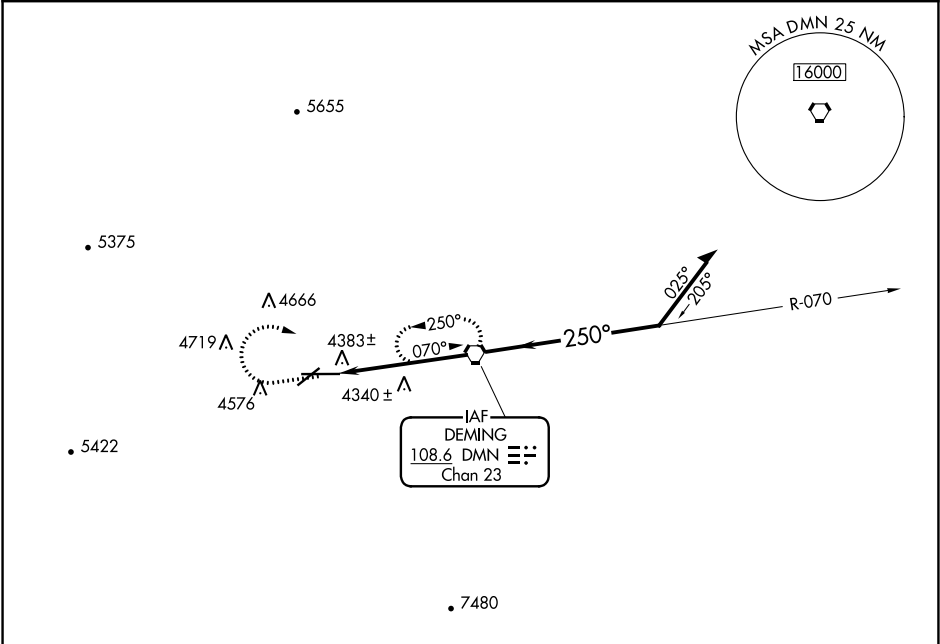 MSA DMN 25 NM
16000
5655
5375
4666
025°
205°
R-070
4719
4383±
250°
250°
070°
4340 ±
4576
IAF
DEMING
108.6 DMN
Chan 23
5422
7480